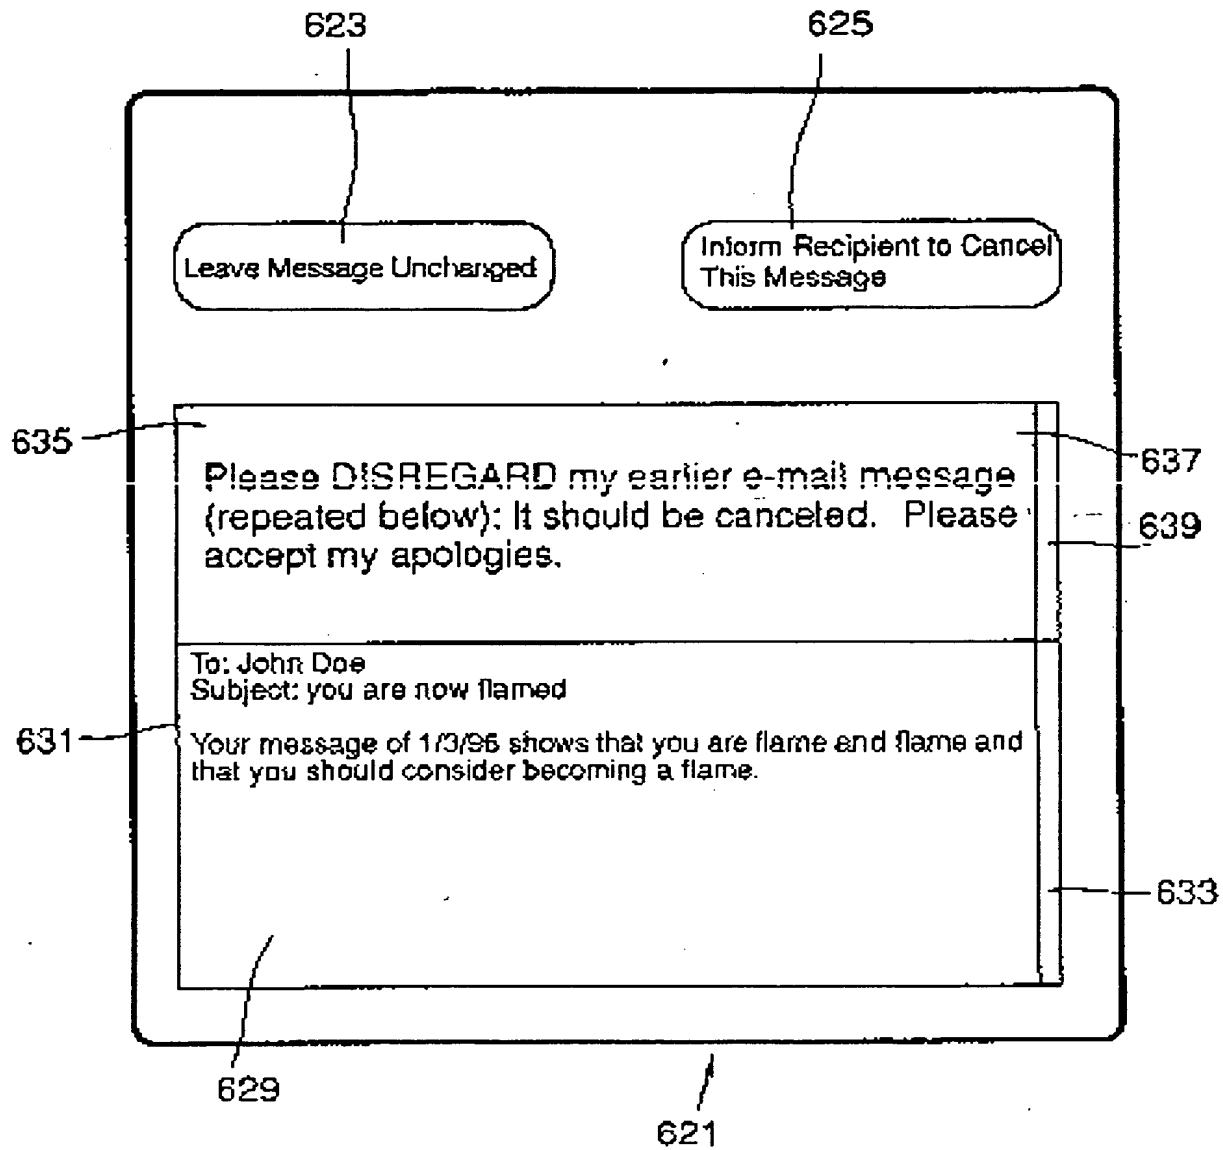 623
625
Leave Message Unchanged
Inform Recipient to Cancel
This Message
635
637
Please DISREGARD my earlier e-mail message
(repeated below): It should be canceled. Please
accept my apologies.
639
To: John Doe
Subject: you are now flamed
631
Your message of 1/3/96 shows that you are flame and flame and
that you should consider becoming a flame.
633
629
621